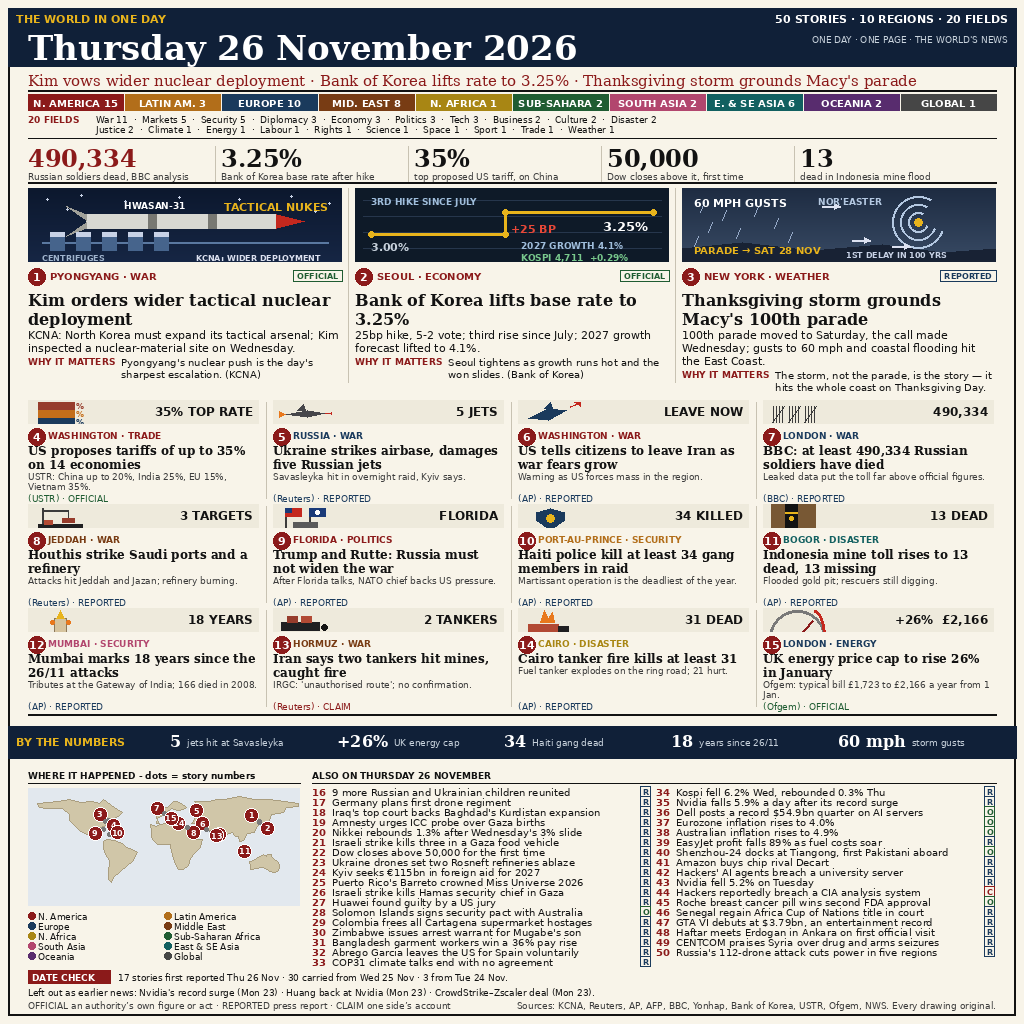 THE WORLD IN ONE DAY
50 STORIES · 10 REGIONS · 20 FIELDS
Thursday 26 November 2026
ONE DAY · ONE PAGE · THE WORLD'S NEWS
Kim vows wider nuclear deployment · Bank of Korea lifts rate to 3.25% · Thanksgiving storm grounds Macy's parade
N. AMERICA 15 LATIN AM. 3 EUROPE 10 MID. EAST 8 N. AFRICA 1 SUB-SAHARA 2 SOUTH ASIA 2 E. & SE ASIA 6 OCEANIA 2 GLOBAL 1
20 FIELDS War 11 · Markets 5 · Security 5 · Diplomacy 3 · Economy 3 · Politics 3 · Tech 3 · Business 2 · Culture 2 · Disaster 2
Justice 2 · Climate 1 · Energy 1 · Labour 1 · Rights 1 · Science 1 · Space 1 · Sport 1 · Trade 1 · Weather 1
490,334
Russian soldiers dead, BBC analysis
3.25%
Bank of Korea base rate after hike
35%
top proposed US tariff, on China
50,000
Dow closes above it, first time
13
dead in Indonesia mine flood
HWASAN-31
TACTICAL NUKES
CENTRIFUGES
KCNA: WIDER DEPLOYMENT
1 PYONGYANG · WAR OFFICIAL
Kim orders wider tactical nuclear
deployment
KCNA: North Korea must expand its tactical arsenal; Kim
inspected a nuclear-material site on Wednesday.
WHY IT MATTERS Pyongyang's nuclear push is the day's
sharpest escalation. (KCNA)
3RD HIKE SINCE JULY
+25 BP
3.25%
3.00%
2027 GROWTH 4.1%
KOSPI 4,711 +0.29%
2 SEOUL · ECONOMY OFFICIAL
Bank of Korea lifts base rate to
3.25%
25bp hike, 5-2 vote; third rise since July; 2027 growth
forecast lifted to 4.1%.
WHY IT MATTERS Seoul tightens as growth runs hot and the
won slides. (Bank of Korea)
60 MPH GUSTS
NOR'EASTER
PARADE → SAT 28 NOV
1ST DELAY IN 100 YRS
3 NEW YORK · WEATHER REPORTED
Thanksgiving storm grounds
Macy's 100th parade
100th parade moved to Saturday, the call made
Wednesday; gusts to 60 mph and coastal flooding hit
the East Coast.
WHY IT MATTERS The storm, not the parade, is the story — it
hits the whole coast on Thanksgiving Day.
% % %
35% TOP RATE
4 WASHINGTON · TRADE
US proposes tariffs of up to 35%
on 14 economies
USTR: China up to 20%, India 25%, EU 15%,
Vietnam 35%.
(USTR) · OFFICIAL
5 JETS
5 RUSSIA · WAR
Ukraine strikes airbase, damages
five Russian jets
Savasleyka hit in overnight raid, Kyiv says.
(Reuters) · REPORTED
LEAVE NOW
6 WASHINGTON · WAR
US tells citizens to leave Iran as
war fears grow
Warning as US forces mass in the region.
(AP) · REPORTED
490,334
7 LONDON · WAR
BBC: at least 490,334 Russian
soldiers have died
Leaked data put the toll far above official figures.
(BBC) · REPORTED
3 TARGETS
8 JEDDAH · WAR
Houthis strike Saudi ports and a
refinery
Attacks hit Jeddah and Jazan; refinery burning.
(Reuters) · REPORTED
FLORIDA
9 FLORIDA · POLITICS
Trump and Rutte: Russia must
not widen the war
After Florida talks, NATO chief backs US pressure.
(AP) · REPORTED
34 KILLED
10 PORT-AU-PRINCE · SECURITY
Haiti police kill at least 34 gang
members in raid
Martissant operation is the deadliest of the year.
(AP) · REPORTED
13 DEAD
11 BOGOR · DISASTER
Indonesia mine toll rises to 13
dead, 13 missing
Flooded gold pit; rescuers still digging.
(AP) · REPORTED
18 YEARS
12 MUMBAI · SECURITY
Mumbai marks 18 years since the
26/11 attacks
Tributes at the Gateway of India; 166 died in 2008.
(AP) · REPORTED
2 TANKERS
13 HORMUZ · WAR
Iran says two tankers hit mines,
caught fire
IRGC: 'unauthorised route'; no confirmation.
(Reuters) · CLAIM
31 DEAD
14 CAIRO · DISASTER
Cairo tanker fire kills at least 31
Fuel tanker explodes on the ring road; 21 hurt.
(AP) · REPORTED
+26% £2,166
15 LONDON · ENERGY
UK energy price cap to rise 26%
in January
Ofgem: typical bill £1,723 to £2,166 a year from 1
Jan.
(Ofgem) · OFFICIAL
BY THE NUMBERS 5 jets hit at Savasleyka +26% UK energy cap 34 Haiti gang dead 18 years since 26/11 60 mph storm gusts
WHERE IT HAPPENED - dots = story numbers
3 9 10 7 15 5 6 8 13 1 2 11
N. America
Latin America
Europe
Middle East
N. Africa
Sub-Saharan Africa
South Asia
East & SE Asia
Oceania
Global
ALSO ON THURSDAY 26 NOVEMBER
16 9 more Russian and Ukrainian children reunited R
17 Germany plans first drone regiment R
18 Iraq's top court backs Baghdad's Kurdistan expansion R
19 Amnesty urges ICC probe over Gaza births R
20 Nikkei rebounds 1.3% after Wednesday's 3% slide R
21 Israeli strike kills three in a Gaza food vehicle R
22 Dow closes above 50,000 for the first time R
23 Ukraine drones set two Rosneft refineries ablaze R
24 Kyiv seeks €115bn in foreign aid for 2027 R
25 Puerto Rico's Barreto crowned Miss Universe 2026 R
26 Israeli strike kills Hamas security chief in Gaza R
27 Huawei found guilty by a US jury R
28 Solomon Islands signs security pact with Australia O
29 Colombia frees all Cartagena supermarket hostages R
30 Zimbabwe issues arrest warrant for Mugabe's son R
31 Bangladesh garment workers win a 36% pay rise R
32 Abrego Garcia leaves the US for Spain voluntarily R
33 COP31 climate talks end with no agreement R
34 Kospi fell 6.2% Wed, rebounded 0.3% Thu R
35 Nvidia falls 5.9% a day after its record surge R
36 Dell posts a record $54.9bn quarter on AI servers O
37 Eurozone inflation rises to 4.0% O
38 Australian inflation rises to 4.9% O
39 EasyJet profit falls 89% as fuel costs soar R
40 Shenzhou-24 docks at Tiangong, first Pakistani aboard O
41 Amazon buys chip rival Decart R
42 Hackers' AI agents breach a university server R
43 Nvidia fell 5.2% on Tuesday R
44 Hackers reportedly breach a CIA analysis system C
45 Roche breast cancer pill wins second FDA approval O
46 Senegal regain Africa Cup of Nations title in court R
47 GTA VI debuts at $3.79bn, an entertainment record R
48 Haftar meets Erdogan in Ankara on first official visit R
49 CENTCOM praises Syria over drug and arms seizures R
50 Russia's 112-drone attack cuts power in five regions R
DATE CHECK 17 stories first reported Thu 26 Nov · 30 carried from Wed 25 Nov · 3 from Tue 24 Nov.
Left out as earlier news: Nvidia's record surge (Mon 23) · Huang back at Nvidia (Mon 23) · CrowdStrike–Zscaler deal (Mon 23).
OFFICIAL an authority's own figure or act · REPORTED press report · CLAIM one side's account
Sources: KCNA, Reuters, AP, AFP, BBC, Yonhap, Bank of Korea, USTR, Ofgem, NWS. Every drawing original.